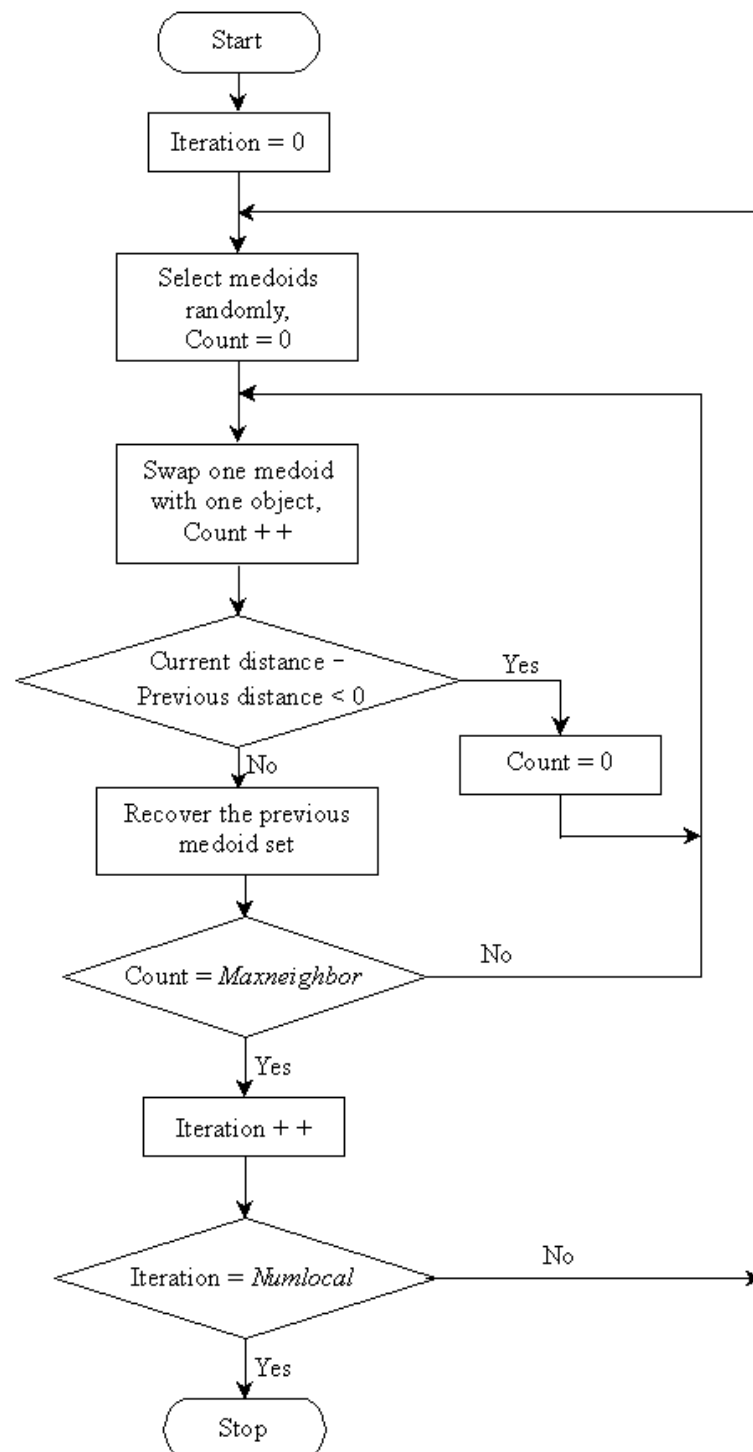 Start
Iteration = 0
Select medoids
randomly,
Count = 0
Swap one medoid
with one object,
Count + +
Current distance −
Previous distance < 0
Yes
Count = 0
No
Recover the previous
medoid set
Count = Maxneighbor
No
Yes
Iteration + +
Iteration = Numlocal
No
Yes
Stop